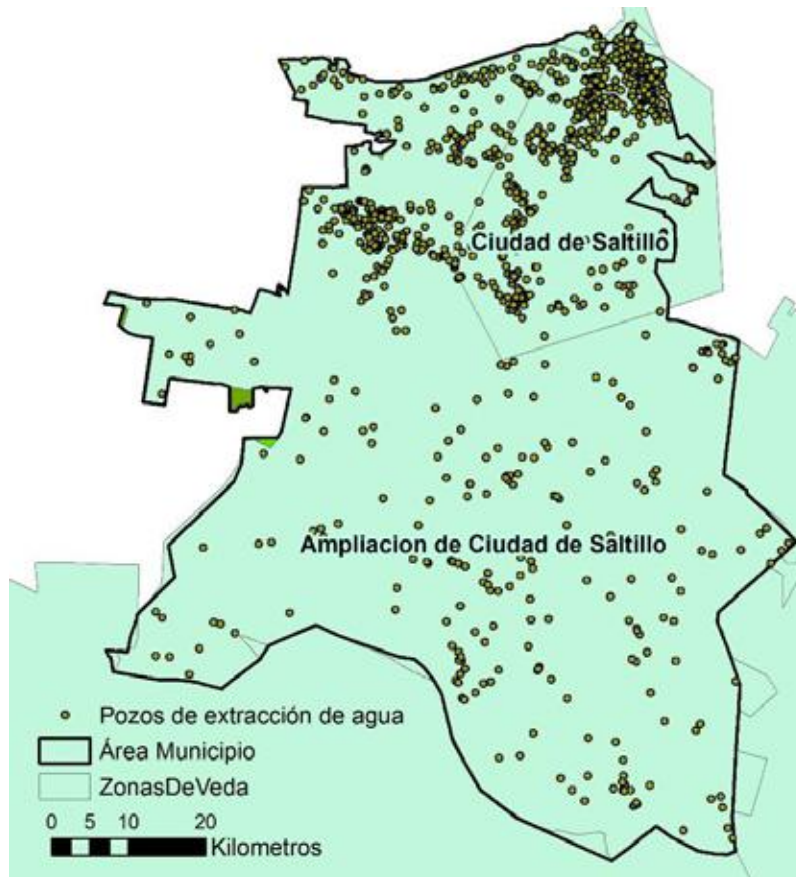 Ciudad de Saltillo
Ampliacion de Ciudad de Saltillo
Pozos de extracción de agua
Área Municipio
ZonasDeVeda
0 5 10 20
Kilometros